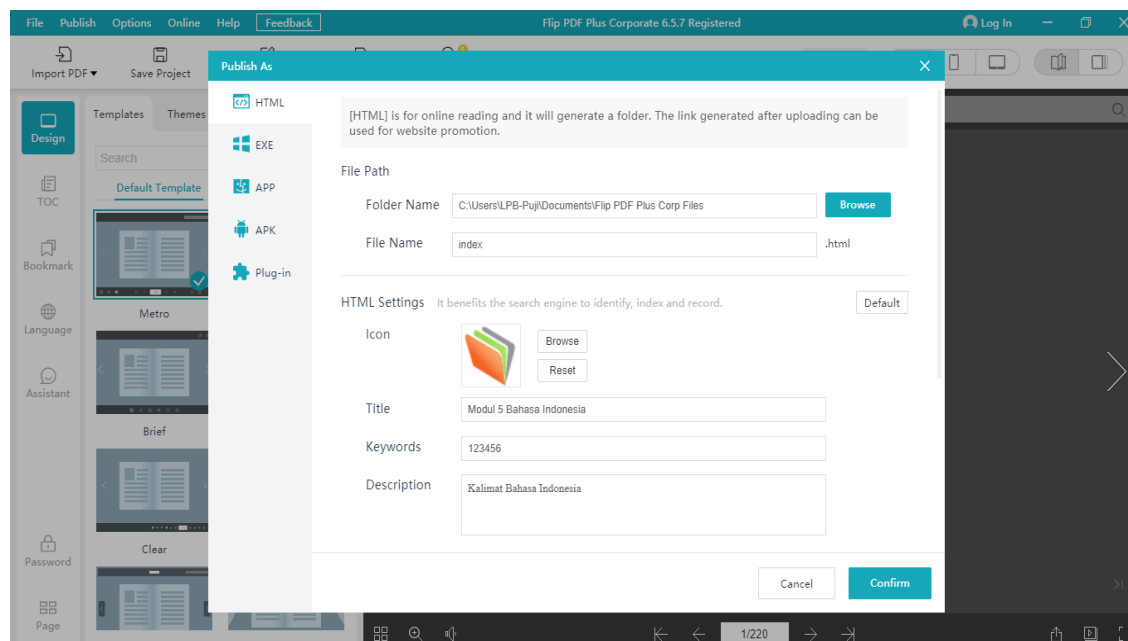 File Publish Options Online Help Feedback Flip PDF Plus Corporate 6.5.7 Registered Log In
Import PDF▼ Save Project
Publish As
Design
TOC
Bookmark
Language
Assistant
Password
Page
Templates Themes
Search
Default Template
Metro
Brief
Clear
HTML
EXE
APP
APK
Plug-in
[HTML] is for online reading and it will generate a folder. The link generated after uploading can be
used for website promotion.
File Path
Folder Name C:\Users\LPB-Puji\Documents\Flip PDF Plus Corp Files Browse
File Name index .html
HTML Settings It benefits the search engine to identify, index and record. Default
Icon Browse
Reset
Title Modul 5 Bahasa Indonesia
Keywords 123456
Description Kalimat Bahasa Indonesia
Cancel Confirm
1/220